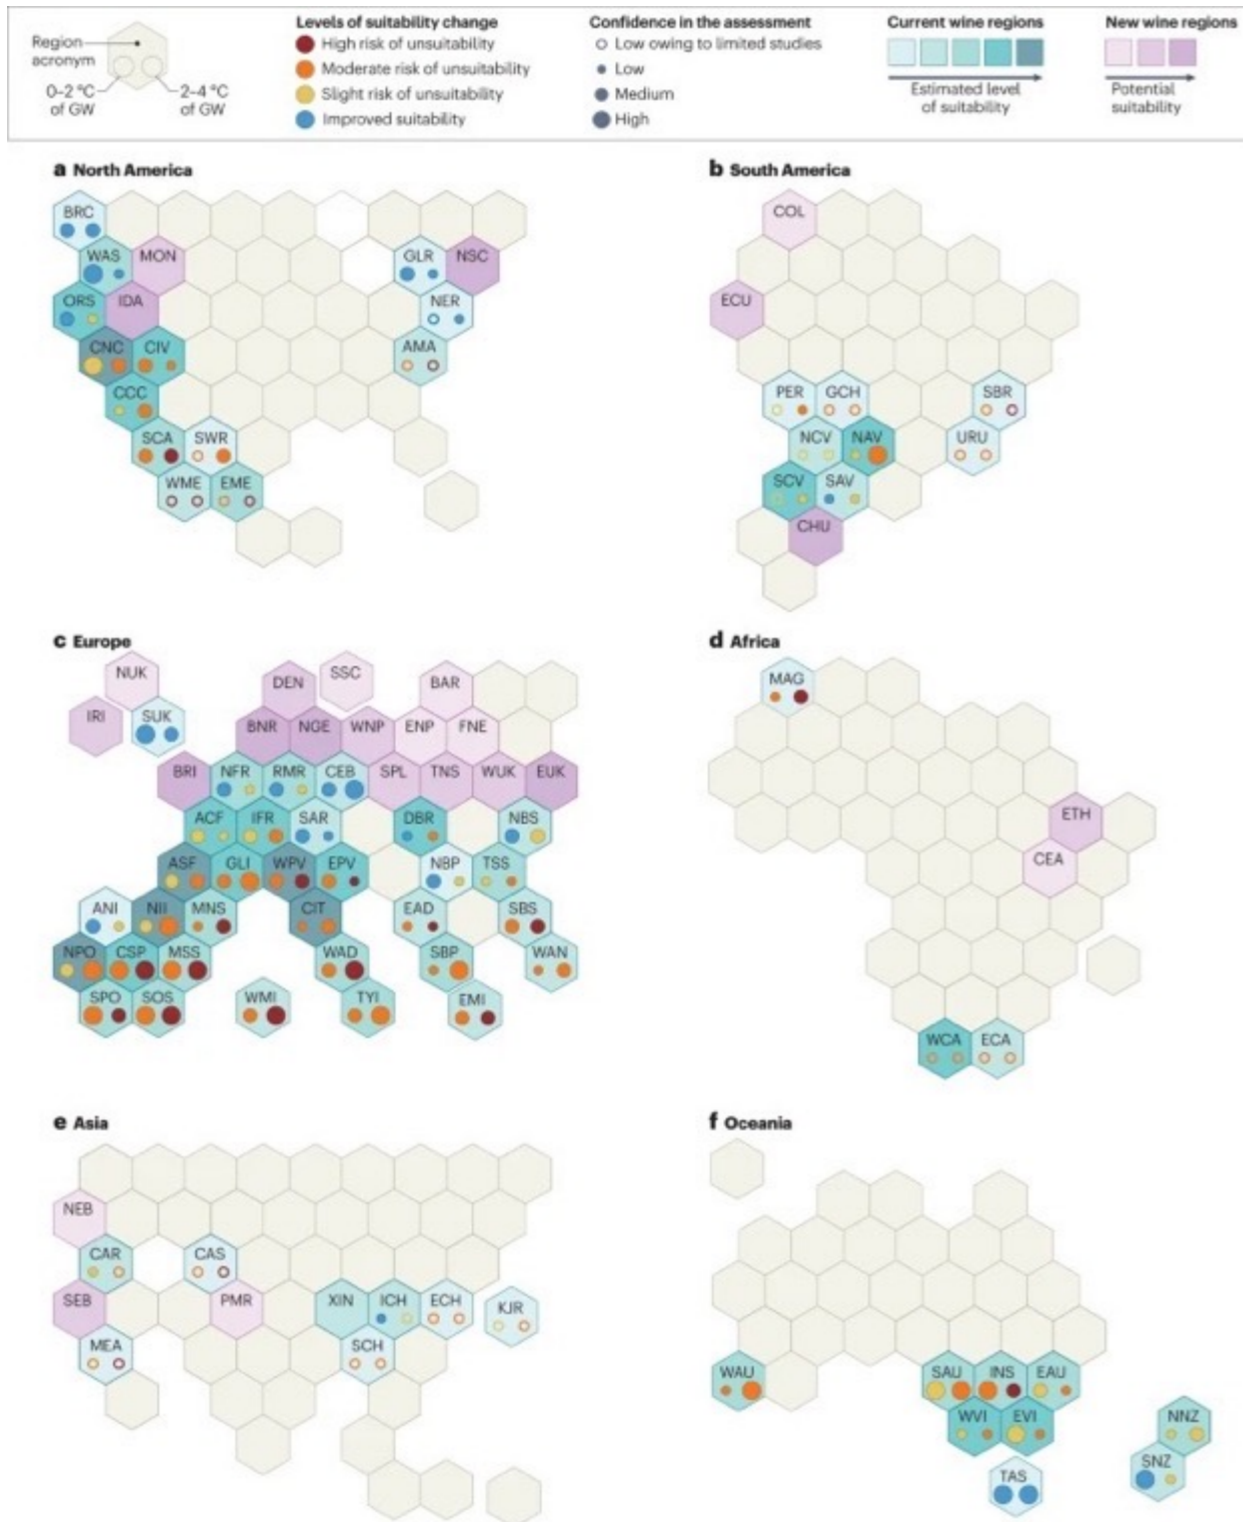 Region acronym
0–2 °C of GW
2–4 °C of GW
Levels of suitability change
High risk of unsuitability
Moderate risk of unsuitability
Slight risk of unsuitability
Improved suitability
Confidence in the assessment
Low owing to limited studies
Low
Medium
High
Current wine regions
Estimated level of suitability
New wine regions
Potential suitability
a North America
BRC
WAS MON GLR NSC
ORS IDA NER
CNC CIV AMA
CCC
SCA SWR
WME EME
b South America
COL
ECU
PER GCH SBR
NCV NAV URU
SCV SAV
CHU
c Europe
NUK DEN SSC BAR
IRI SUK BNR NGE WNP ENP FNE
BRI NFR RMR CEB SPL TNS WUK EUK
ACF IFR SAR DBR NBS
ASF GLI WPV EPV NBP TSS
ANI NII MNS CIT EAD SBS
NPO CSP MSS WAD SBP WAN
SPO SOS WMI TYI EMI
d Africa
MAG
ETH
CEA
WCA ECA
e Asia
NEB
CAR CAS
SEB PMR XIN ICH ECH KJR
MEA SCH
f Oceania
WAU SAU INS EAU
WVI EVI NNZ
TAS SNZ